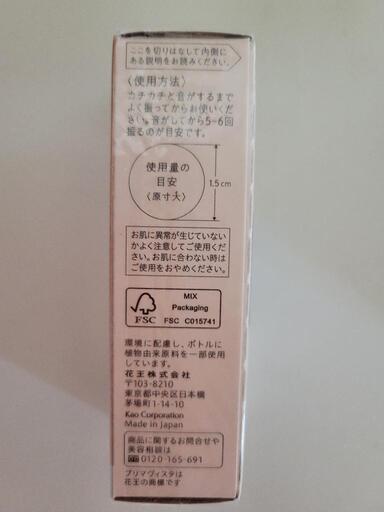 ここを切りはなして内側に
ある説明をお読みください。
〈使用方法〉
カチカチと音がするまで
よく振ってからお使いくだ
さい。音がしてから5~6回
振るのが目安です。
使用量の
目安
〈原寸大〉
1.5cm
お肌に異常が生じていない
かよく注意してご使用くだ
さい。お肌に合わない時は
ご使用をおやめください。
FSC
MIX
Packaging
FSC C015741
環境に配慮し、ボトルに
植物由来原料を一部使用
しています。
花王株式会社
〒103-8210
東京都中央区日本橋
茅場町1-14-10
Kao Corporation
Made in Japan
商品に関するお問合せや
美容相談は
0120-165-691
プリマヴィスタは
花王の商標です